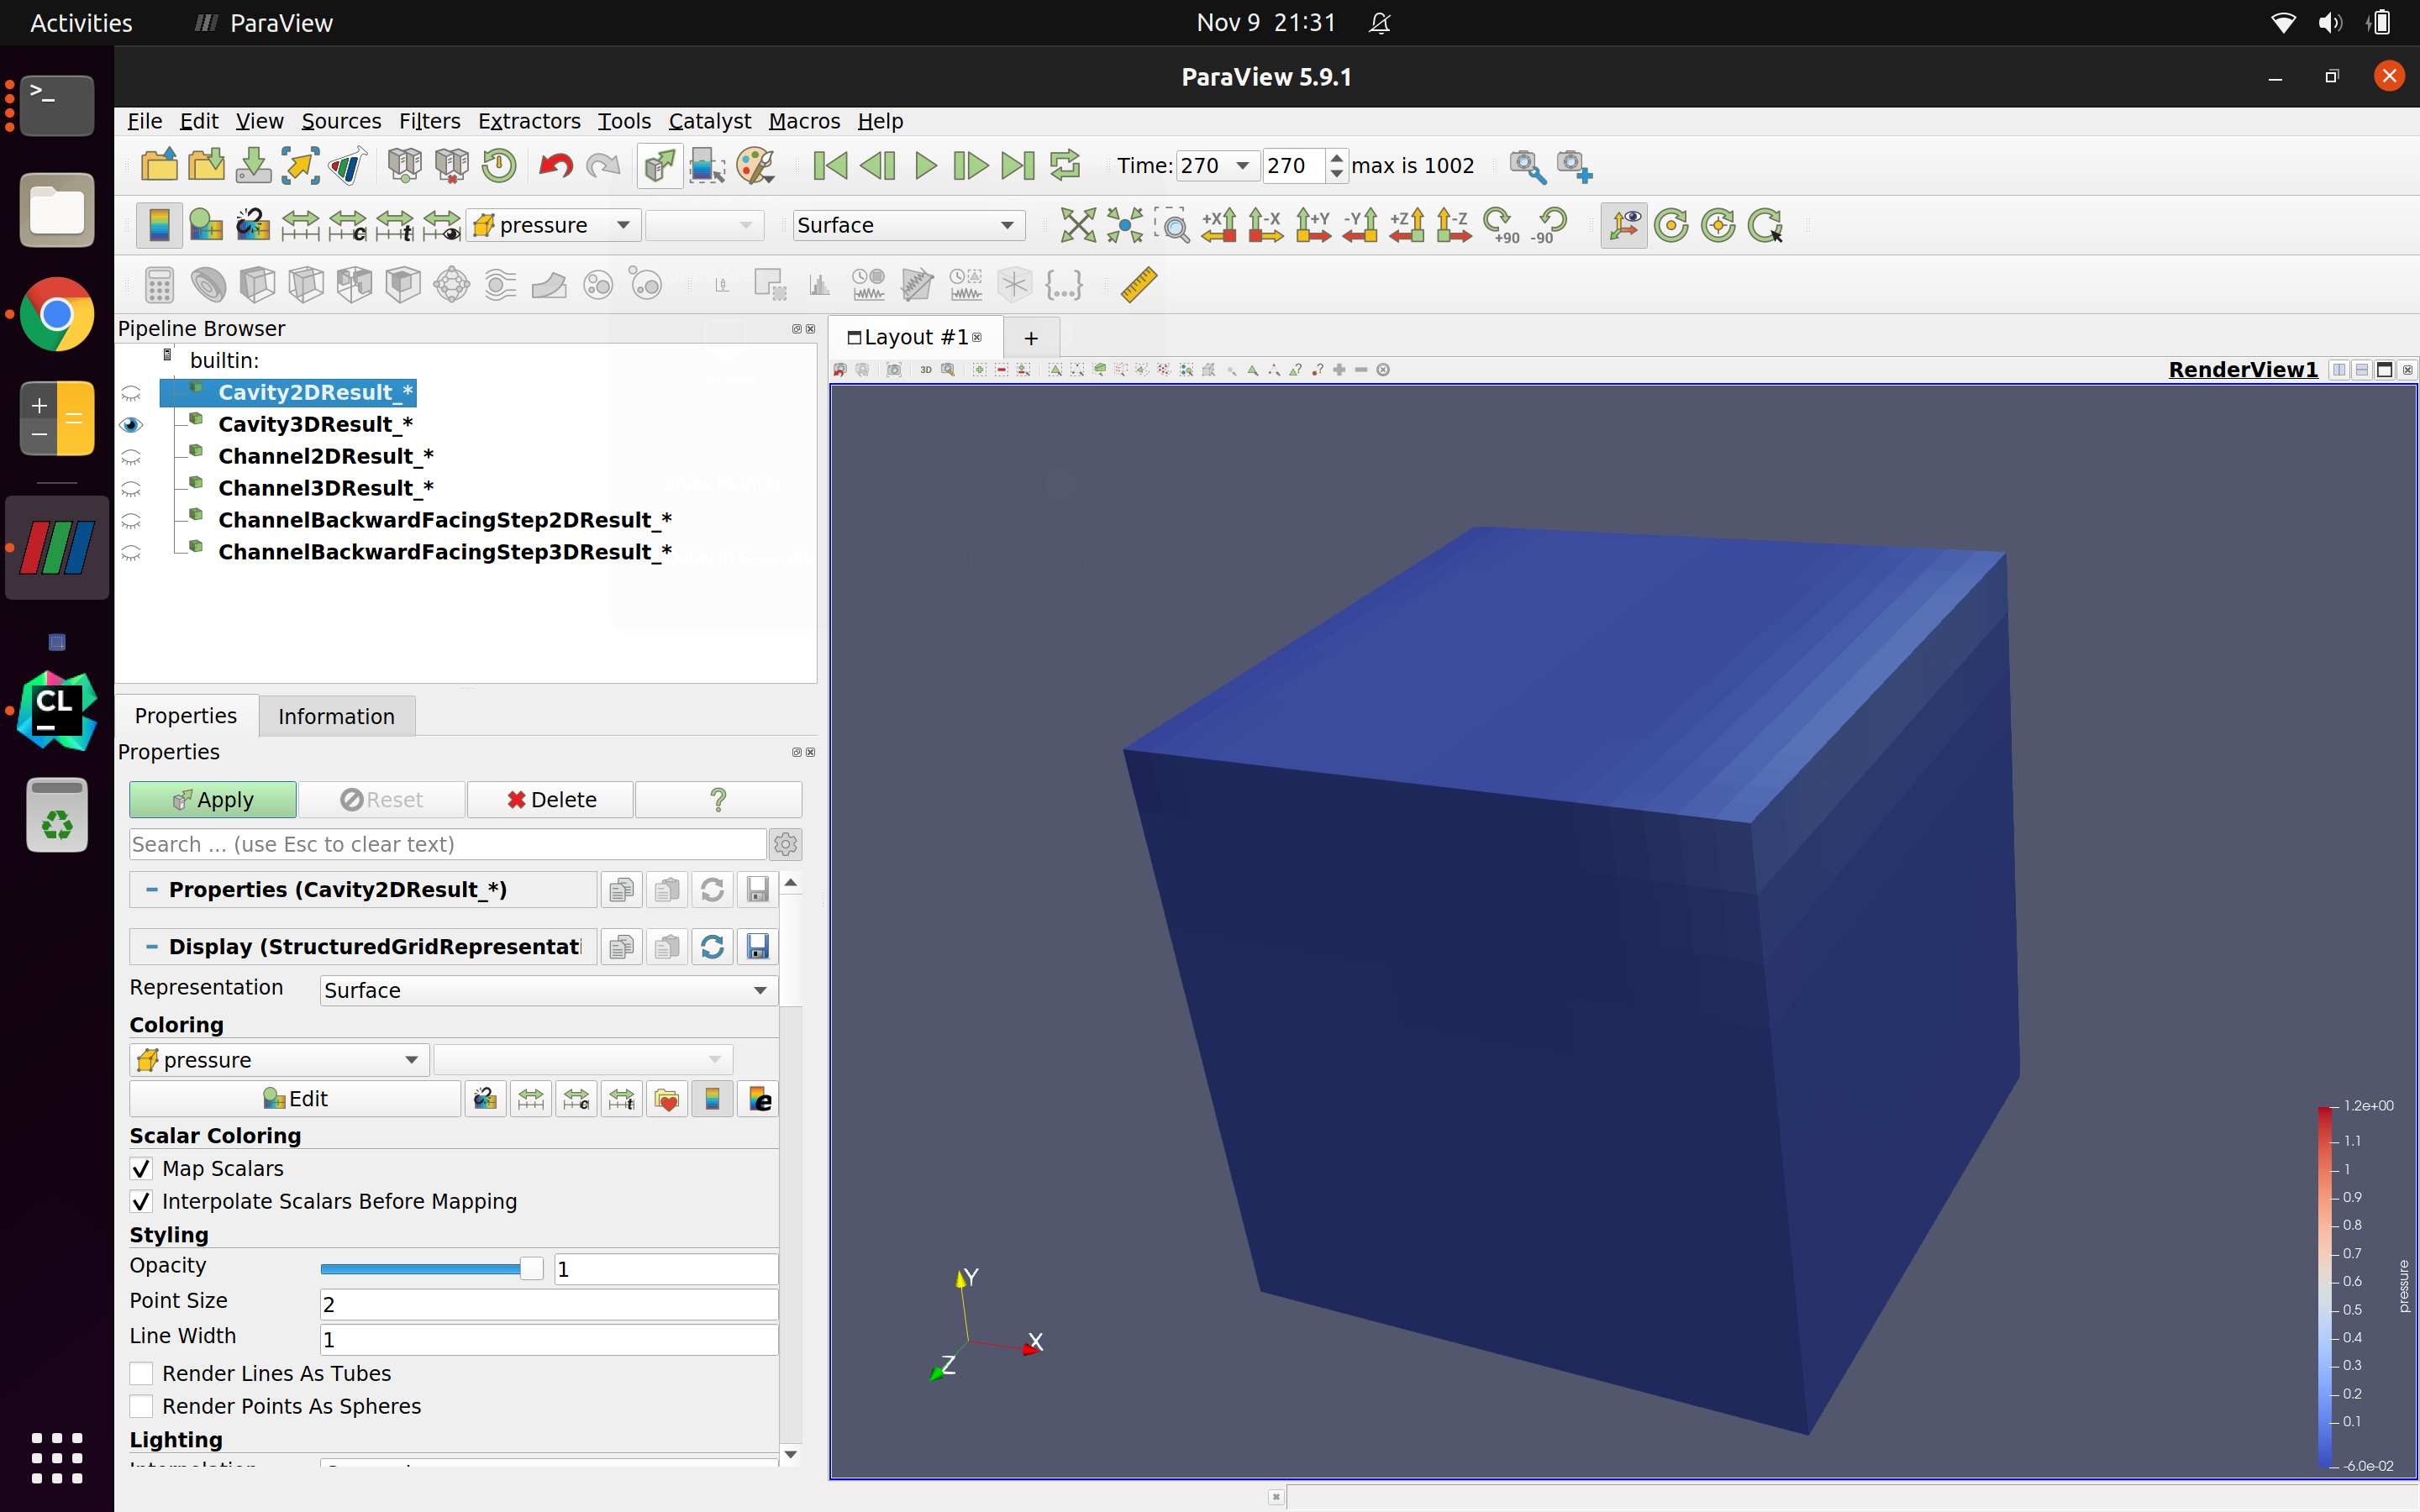 Activities ParaView Nov 9 21:31
ParaView 5.9.1
File Edit View Sources Filters Extractors Tools Catalyst Macros Help
Time: 270 270 max is 1002
pressure Surface +X -X +Y -Y +Z -Z +90 -90
Pipeline Browser
Layout #1 +
builtin:
3D RenderView1
Cavity2DResult_*
Cavity3DResult_*
Channel2DResult_*
Channel3DResult_*
ChannelBackwardFacingStep2DResult_*
ChannelBackwardFacingStep3DResult_*
CL
Properties Information
Properties
Apply Reset Delete ?
Search ... (use Esc to clear text)
Properties (Cavity2DResult_*)
Display (StructuredGridRepresentati
Representation Surface
Coloring
pressure
Edit
Scalar Coloring
Map Scalars
Interpolate Scalars Before Mapping
Styling
Opacity 1
Point Size 2
Line Width 1
Render Lines As Tubes
Render Points As Spheres
Lighting
Y
X
Z
1.2e+00
1.1
1
0.9
0.8
0.7
0.6
0.5
0.4
0.3
0.2
0.1
-6.0e-02
pressure